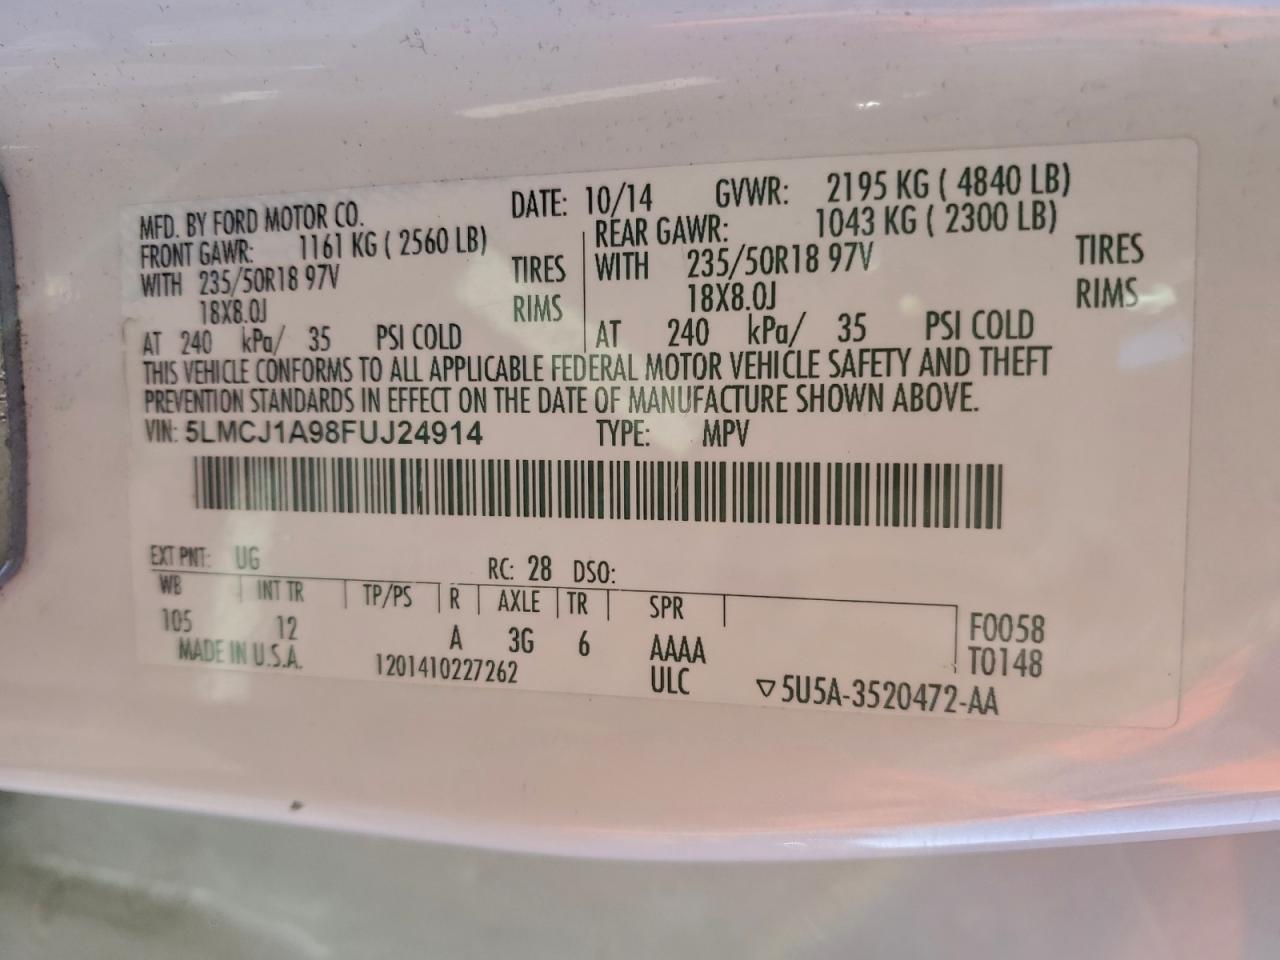 MFD. BY FORD MOTOR CO. DATE: 10/14 GVWR: 2195 KG ( 4840 LB)
FRONT GAWR: 1161 KG ( 2560 LB) REAR GAWR: 1043 KG ( 2300 LB)
WITH 235/50R18 97V TIRES WITH 235/50R18 97V TIRES
18X8.0J RIMS 18X8.0J RIMS
AT 240 kPa/ 35 PSI COLD AT 240 kPa/ 35 PSI COLD
THIS VEHICLE CONFORMS TO ALL APPLICABLE FEDERAL MOTOR VEHICLE SAFETY AND THEFT
PREVENTION STANDARDS IN EFFECT ON THE DATE OF MANUFACTURE SHOWN ABOVE.
VIN: 5LMCJ1A98FUJ24914 TYPE: MPV
EXT PNT: UG RC: 28 DSO:
WB INT TR TP/PS R AXLE TR SPR
105 12 A 3G 6 AAAA F0058
MADE IN U.S.A. 1201410227262 ULC T0148
▽5U5A-3520472-AA